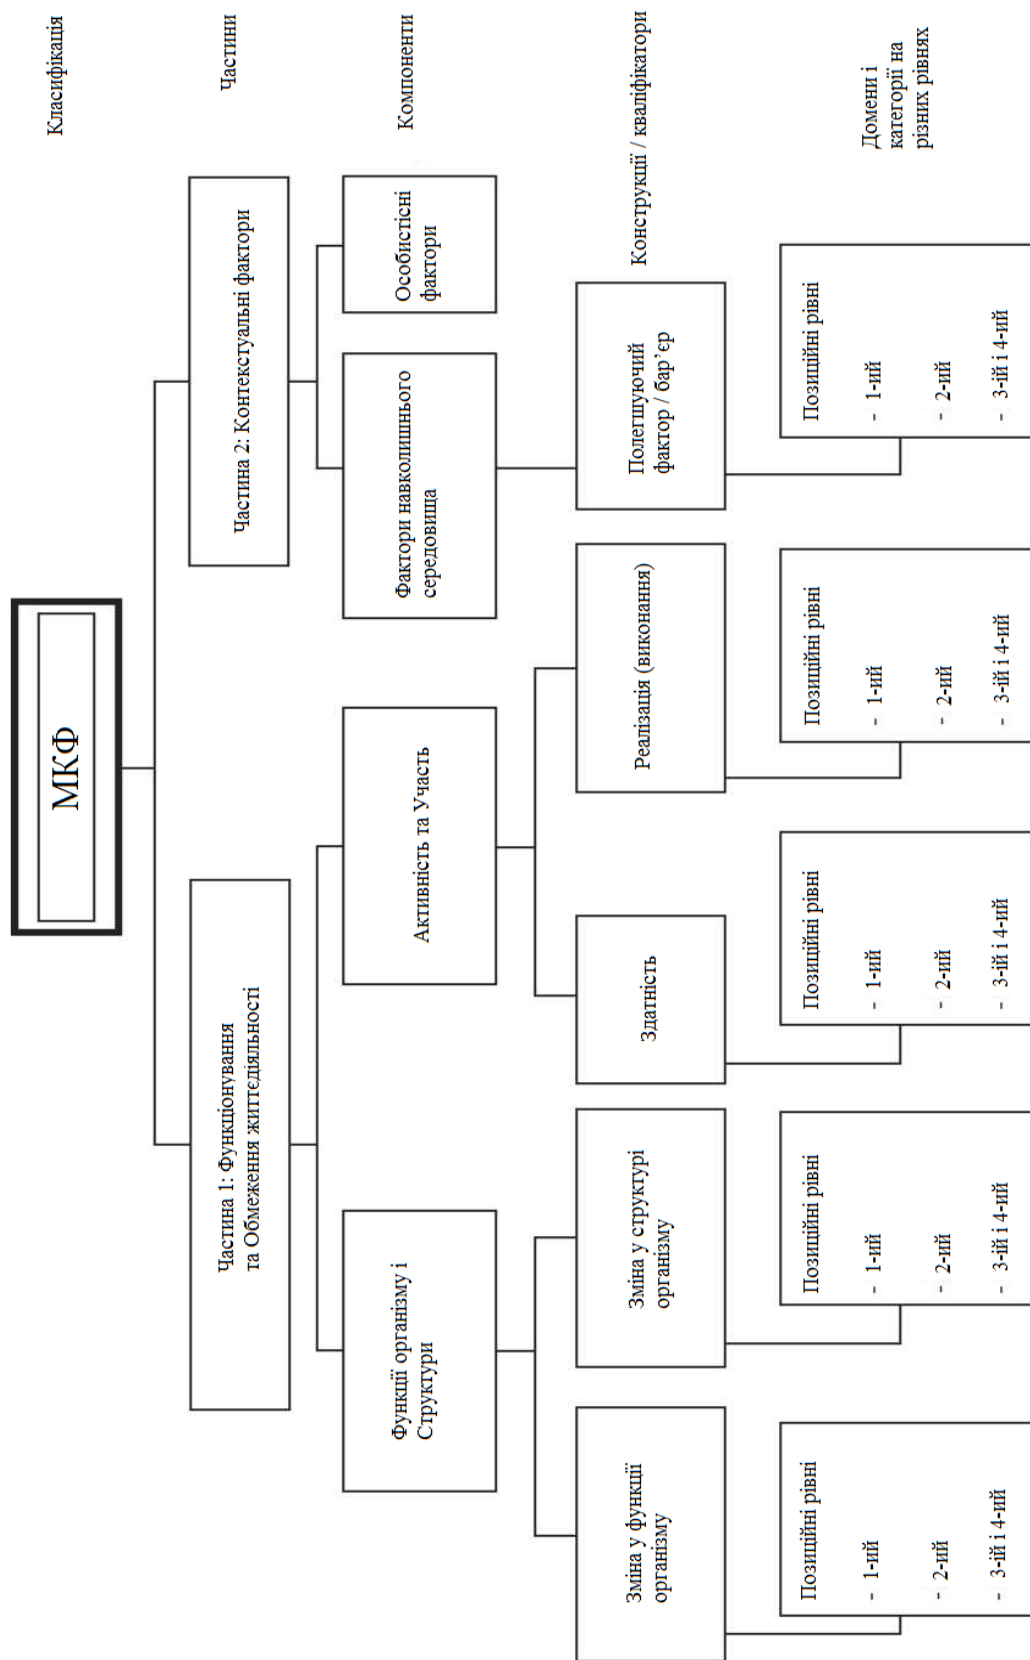 МКФ
Класифікація
Частина 1: Функціонування
та Обмеження життєдіяльності
Частина 2: Контекстуальні фактори
Частини
Функції організму і
Структури
Активність та Участь
Фактори навколишнього
середовища
Особистісні
фактори
Компоненти
Зміна у функції
організму
Зміна у структурі
організму
Здатність
Реалізація (виконання)
Полегшуючий
фактор / бар’єр
Конструкції / кваліфікатори
Позиційні рівні
- 1-ий
- 2-ий
- 3-ій і 4-ий
Позиційні рівні
- 1-ий
- 2-ий
- 3-ій і 4-ий
Позиційні рівні
- 1-ий
- 2-ий
- 3-ій і 4-ий
Позиційні рівні
- 1-ий
- 2-ий
- 3-ій і 4-ий
Позиційні рівні
- 1-ий
- 2-ий
- 3-ій і 4-ий
Домени і
категорії на
різних рівнях